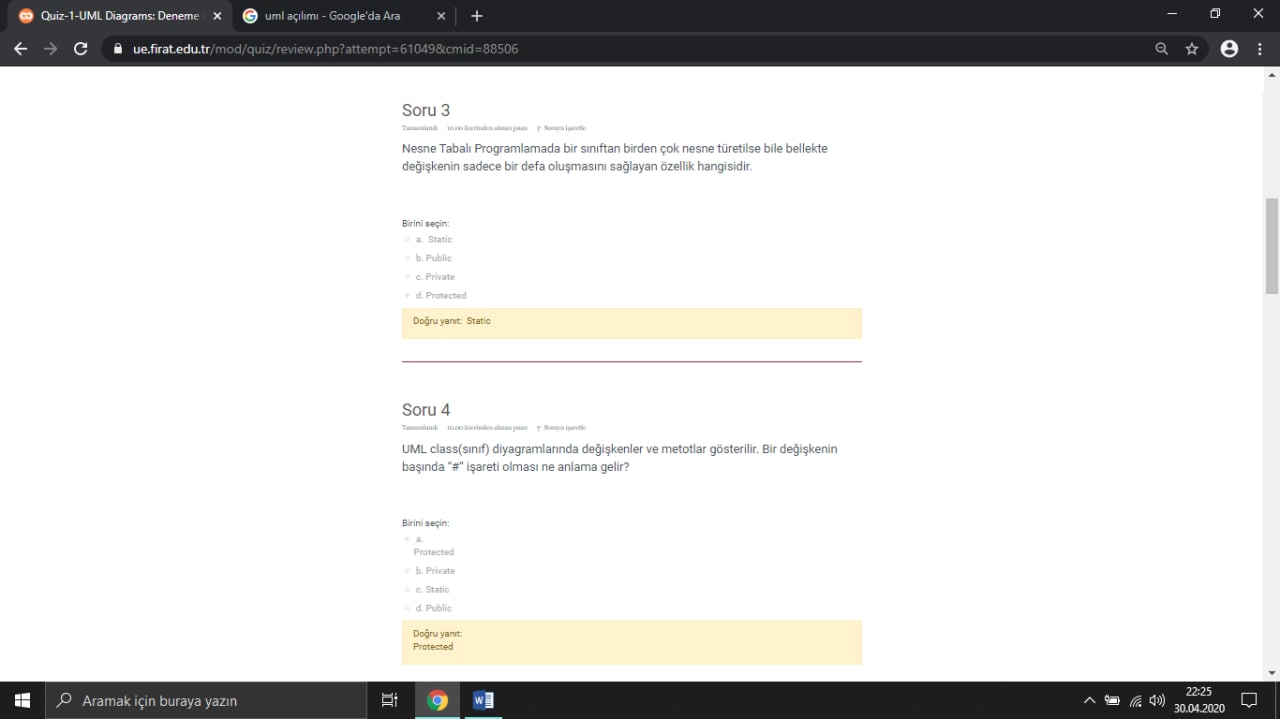 Quiz-1-UML Diagrams: Deneme
uml açılımı - Google'da Ara
ue.firat.edu.tr/mod/quiz/review.php?attempt=61049&cmid=88506
Soru 3
Tamamlandı 10.00 üzerinden alınan puan Soruyu işaretle
Nesne Tabalı Programlamada bir sınıftan birden çok nesne türetilse bile bellekte
değişkenin sadece bir defa oluşmasını sağlayan özellik hangisidir.
Birini seçin:
a. Static
b. Public
c. Private
d. Protected
Doğru yanıt: Static
Soru 4
Tamamlandı 10.00 üzerinden alınan puan Soruyu işaretle
UML class(sınıf) diyagramlarında değişkenler ve metotlar gösterilir. Bir değişkenin
başında “#” işareti olması ne anlama gelir?
Birini seçin:
a.
Protected
b. Private
c. Static
d. Public
Doğru yanıt:
Protected
Aramak için buraya yazın
22:25
30.04.2020